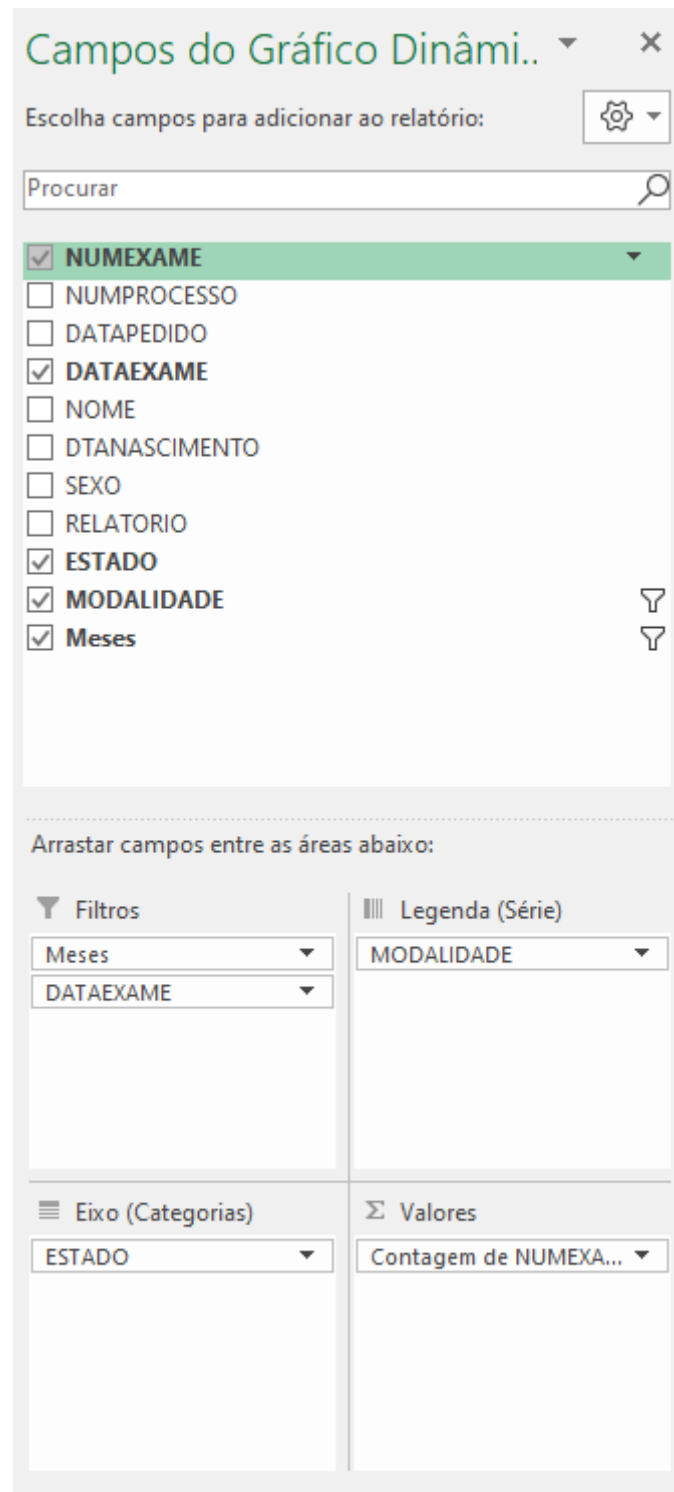 Campos do Gráfico Dinâmi..
Escolha campos para adicionar ao relatório:
Procurar
NUMEXAME
NUMPROCESSO
DATAPEDIDO
DATAEXAME
NOME
DTANASCIMENTO
SEXO
RELATORIO
ESTADO
MODALIDADE
Meses
Arrastar campos entre as áreas abaixo:
Filtros
Meses
DATAEXAME
Legenda (Série)
MODALIDADE
Eixo (Categorias)
ESTADO
Σ Valores
Contagem de NUMEXA...